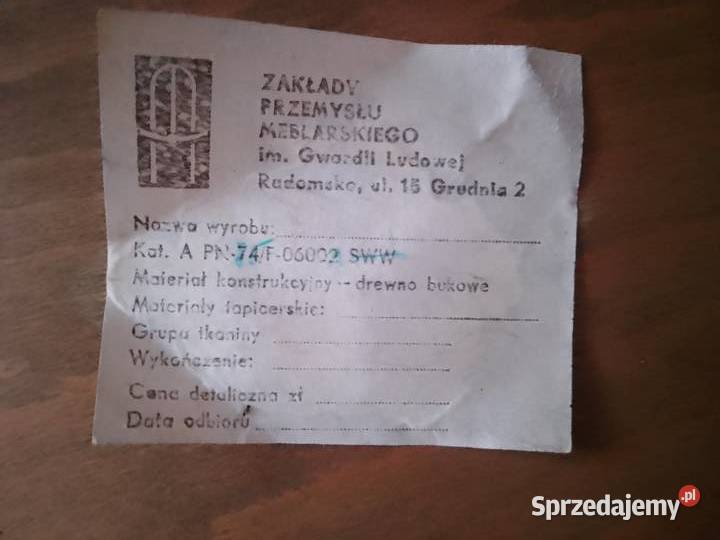 ZAKŁADY
PRZEMYSŁU
MEBLARSKIEGO
im. Gwardii Ludowej
Radomsko, ul. 15 Grudnia 2
Nazwa wyrobu:
Kat. A PN-74/F-06002 SWW
Materiał konstrukcyjny - drewno bukowe
Materiały tapicerskie:
Grupa tkaniny
Wykończenie:
Cena detaliczna zł
Data odbioru
Sprzedajemy.pl